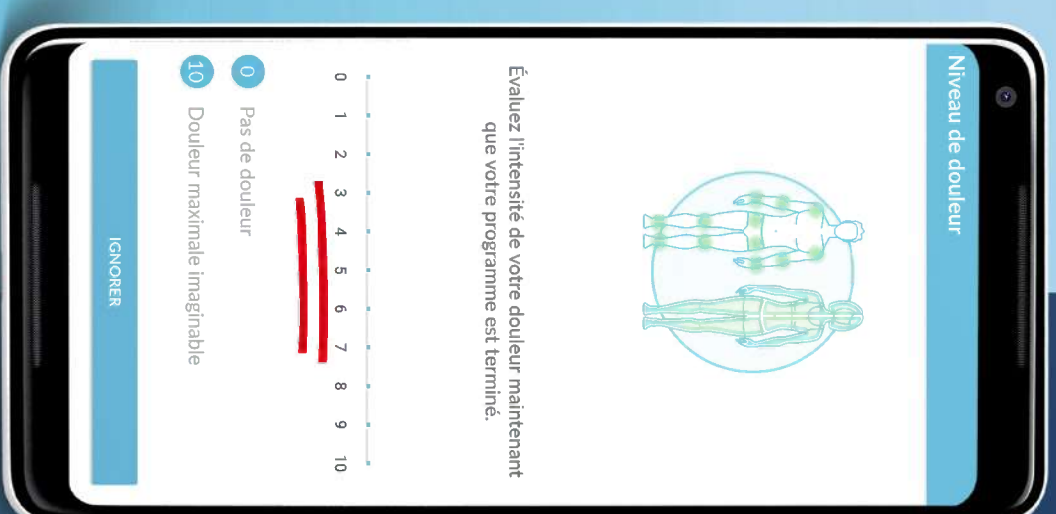 Niveau de douleur
Évaluez l'intensité de votre douleur maintenant
que votre programme est terminé.
0 1 2 3 4 5 6 7 8 9 10
0 Pas de douleur
10 Douleur maximale imaginable
IGNORER